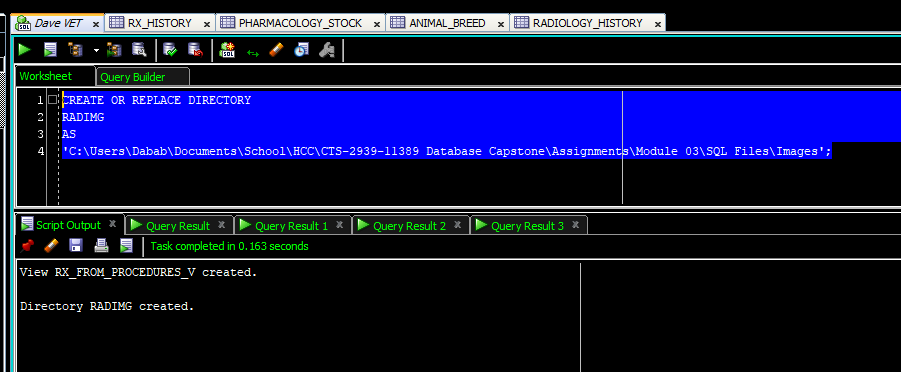 Dave VET
RX_HISTORY
PHARMACOLOGY_STOCK
ANIMAL_BREED
RADIOLOGY_HISTORY
Worksheet
Query Builder
1 CREATE OR REPLACE DIRECTORY
2 RADIMG
3 AS
4 'C:\Users\Dabab\Documents\School\HCC\CTS-2939-11389 Database Capstone\Assignments\Module 03\SQL Files\Images';
Script Output
Query Result
Query Result 1
Query Result 2
Query Result 3
Task completed in 0.163 seconds
View RX_FROM_PROCEDURES_V created.
Directory RADIMG created.